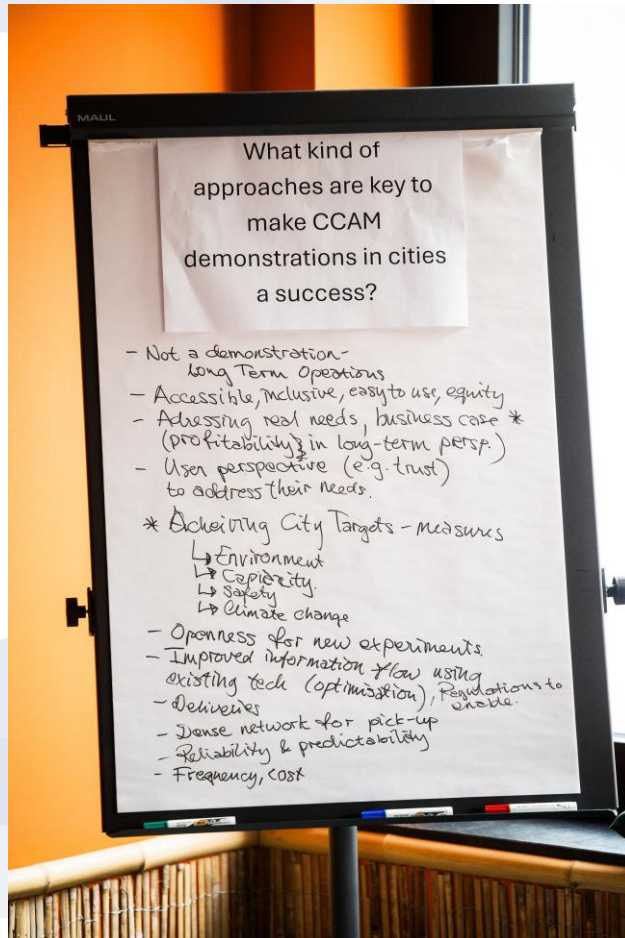 MAUL
What kind of
approaches are key to
make CCAM
demonstrations in cities
a success?
- Not a demonstration-
Long Term Operations
- Accessible, inclusive, easy to use, equity
- Adressing real needs, business case *
(profitability} in long-term persp.)
- User perspective (e.g. trust)
to address their needs.
* Acheiving City Targets - measures
↳ Environment
↳ Capacity.
↳ Safety
↳ Climate change
- Openness for new experiments.
- Improved information flow using
existing tech (optimisation), Regulations to
enable.
- Deliveries
- Dense network for pick-up
- Reliability & predictability
- Frequency, cost